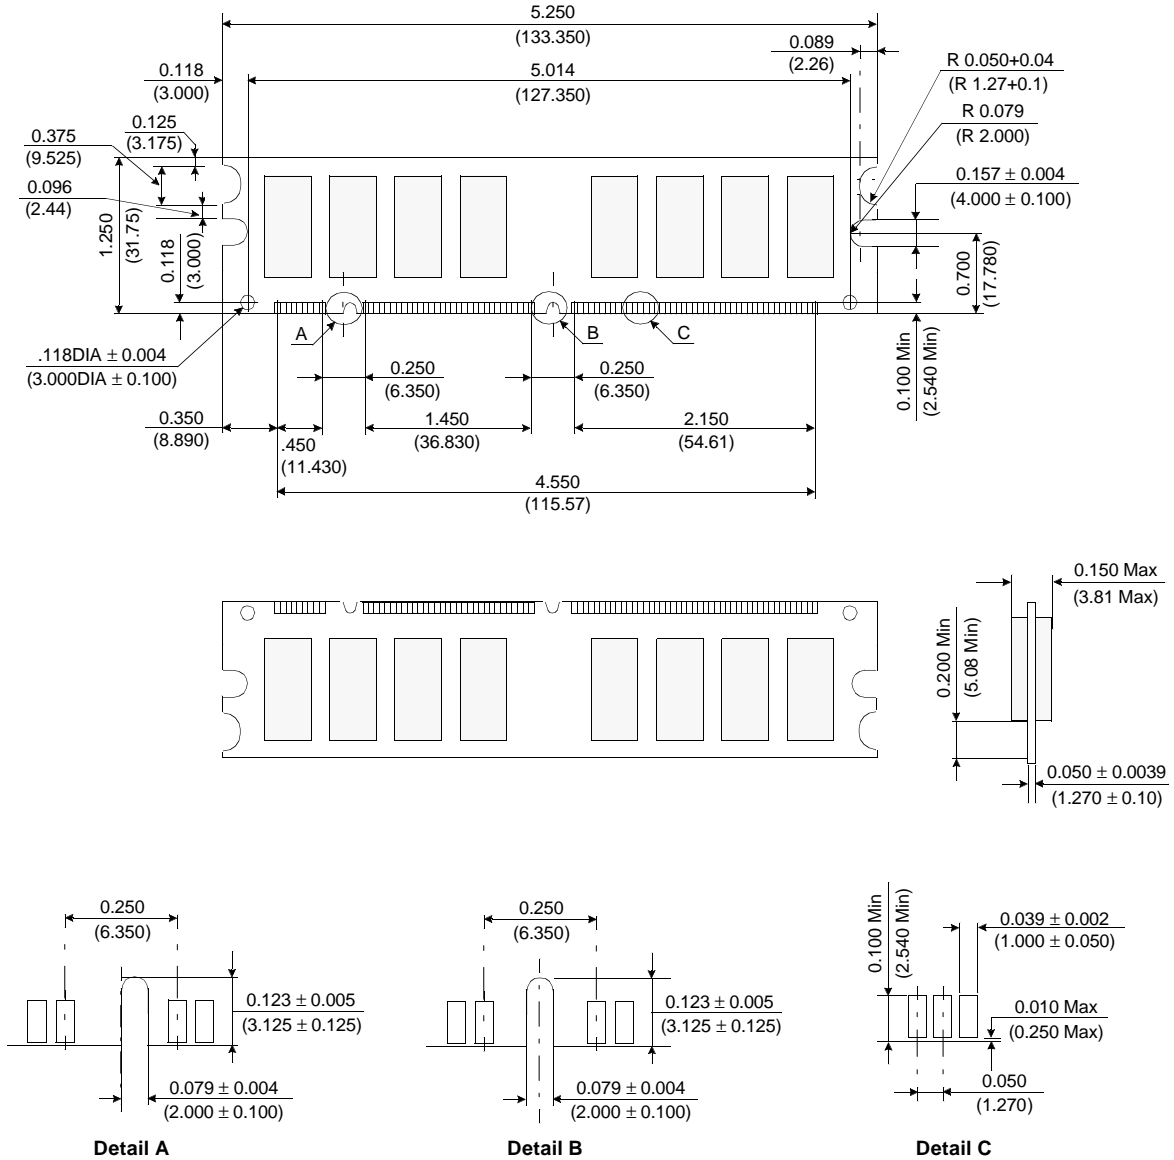 5.250
(133.350)
0.089
(2.26)
R 0.050+0.04
(R 1.27+0.1)
0.118
(3.000)
5.014
(127.350)
R 0.079
(R 2.000)
0.125
(3.175)
0.375
(9.525)
0.157 ± 0.004
(4.000 ± 0.100)
0.096
(2.44)
1.250
(31.75)
0.118
(3.000)
0.700
(17.780)
A
B
C
.118DIA ± 0.004
(3.000DIA ± 0.100)
0.250
(6.350)
0.250
(6.350)
0.100 Min
(2.540 Min)
0.350
(8.890)
.450
(11.430)
1.450
(36.830)
2.150
(54.61)
4.550
(115.57)
0.150 Max
(3.81 Max)
0.200 Min
(5.08 Min)
0.050 ± 0.0039
(1.270 ± 0.10)
0.250
(6.350)
0.123 ± 0.005
(3.125 ± 0.125)
0.079 ± 0.004
(2.000 ± 0.100)
Detail A
0.250
(6.350)
0.123 ± 0.005
(3.125 ± 0.125)
0.079 ± 0.004
(2.000 ± 0.100)
Detail B
0.100 Min
(2.540 Min)
0.039 ± 0.002
(1.000 ± 0.050)
0.010 Max
(0.250 Max)
0.050
(1.270)
Detail C